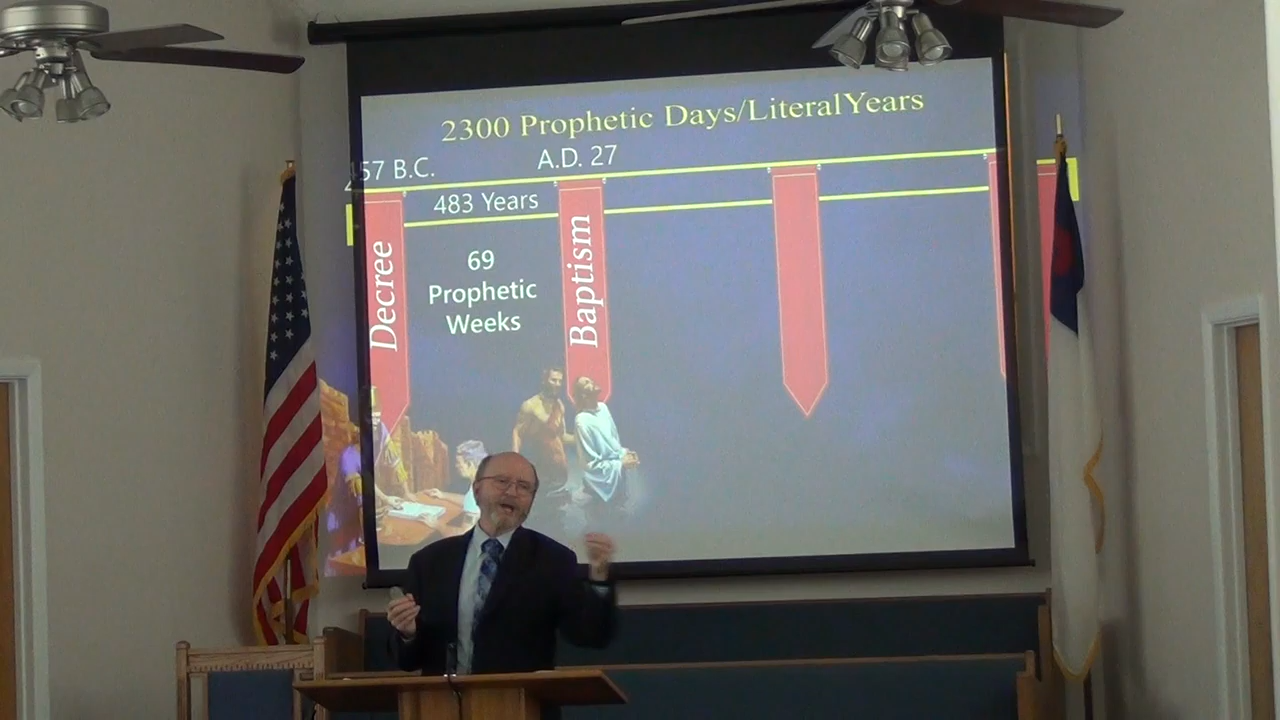 2300 Prophetic Days/LiteralYears
457 B.C.
A.D. 27
483 Years
Decree
69
Prophetic
Weeks
Baptism